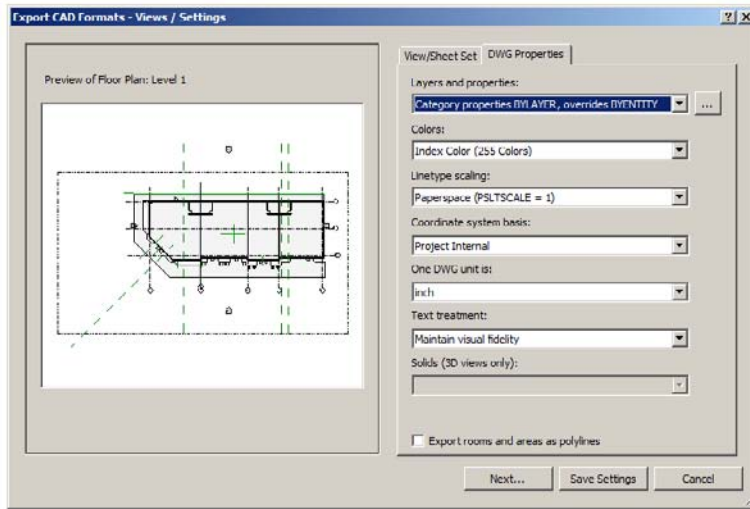 Export CAD Formats - Views / Settings
Preview of Floor Plan: Level 1
View/Sheet Set
DWG Properties
Layers and properties:
Category properties BYLAYER, overrides BYENTITY
...
Colors:
Index Color (255 Colors)
Linetype scaling:
Paperspace (PSLTSCALE = 1)
Coordinate system basis:
Project Internal
One DWG unit is:
inch
Text treatment:
Maintain visual fidelity
Solids (3D views only):
Export rooms and areas as polylines
Next...
Save Settings
Cancel